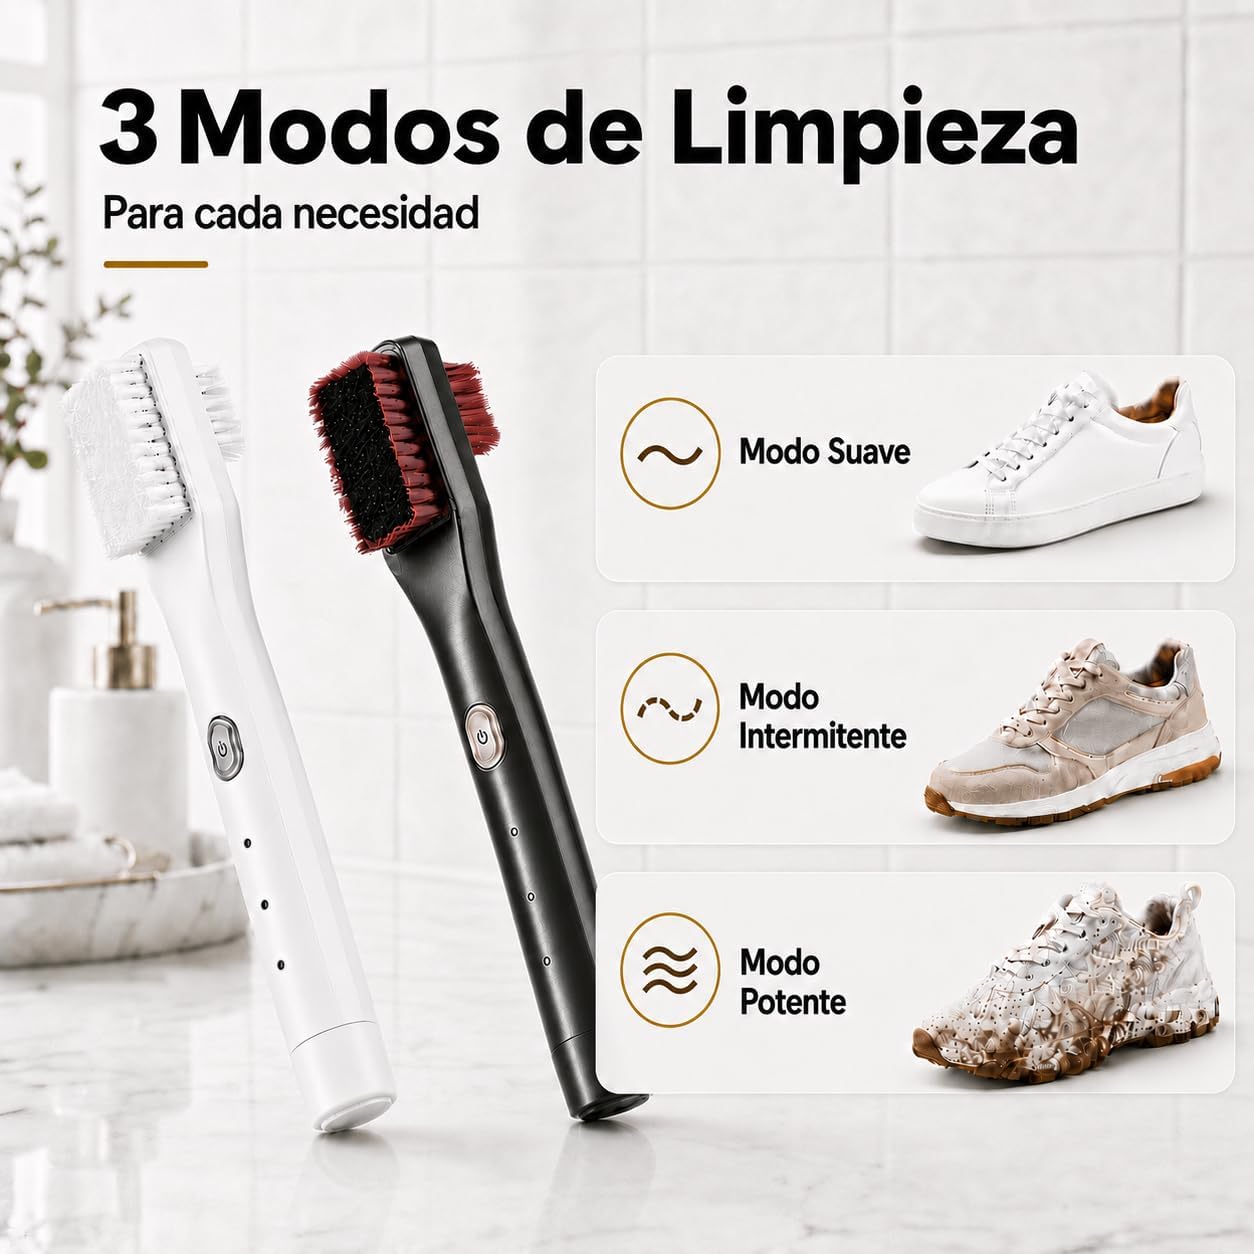 3 Modos de Limpieza
Para cada necesidad
Modo Suave
Modo
Intermitente
Modo
Potente